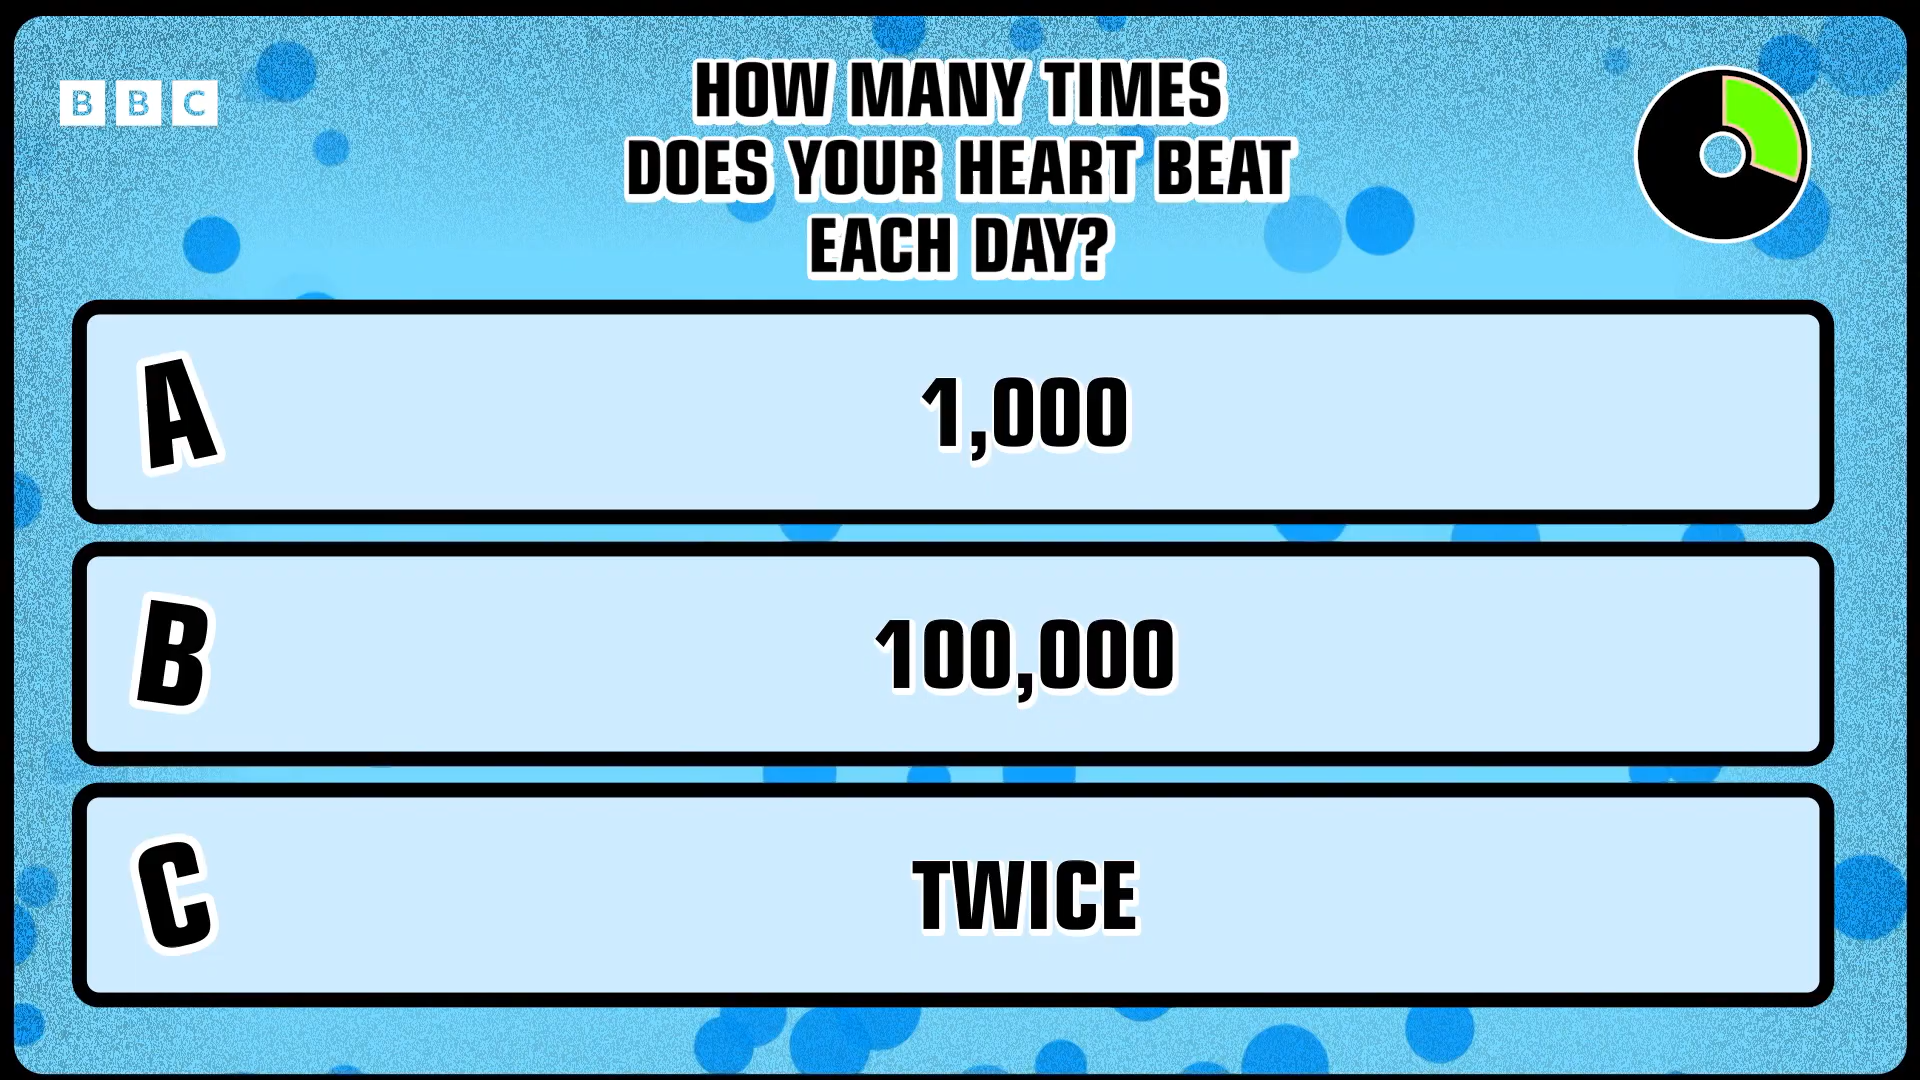 BBC
HOW MANY TIMES
DOES YOUR HEART BEAT
EACH DAY?
A
1,000
B
100,000
C
TWICE